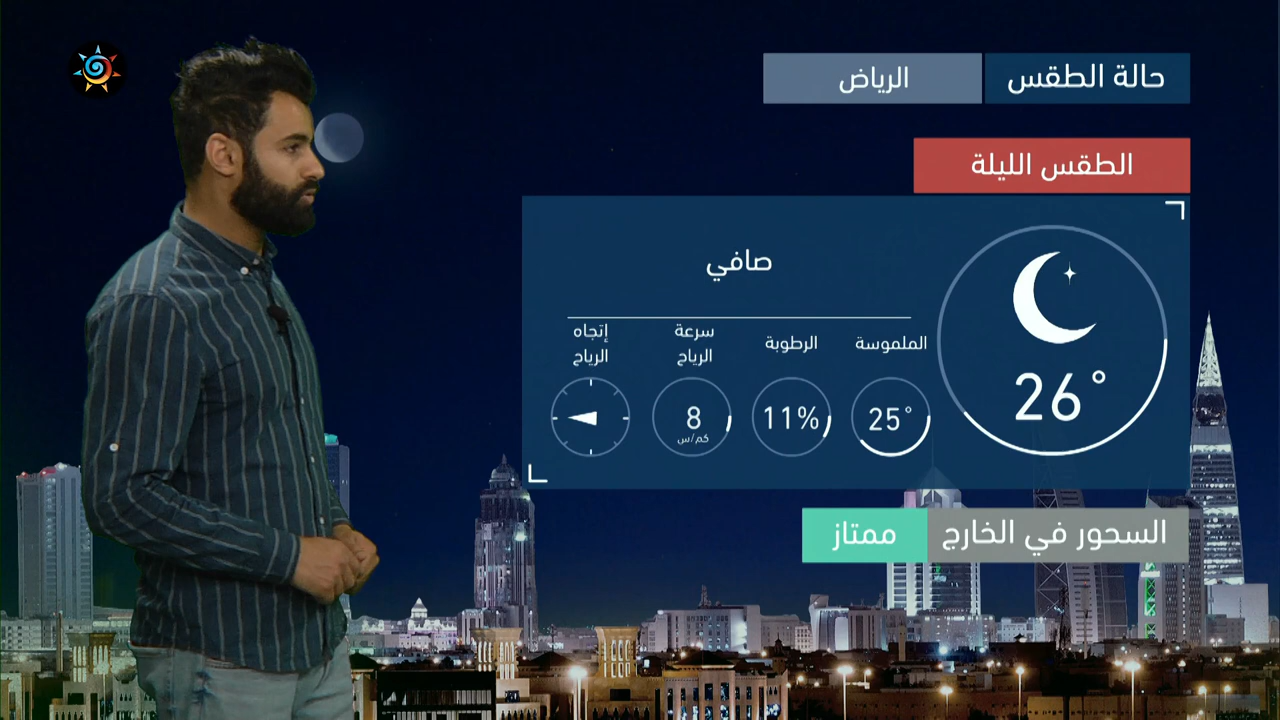 حالة الطقس
الرياض
الطقس الليلة
صافي
26°
الملموسة
الرطوبة
سرعة
الرياح
إتجاه
الرياح
25°
11%
8
كم/س
السحور في الخارج
ممتاز